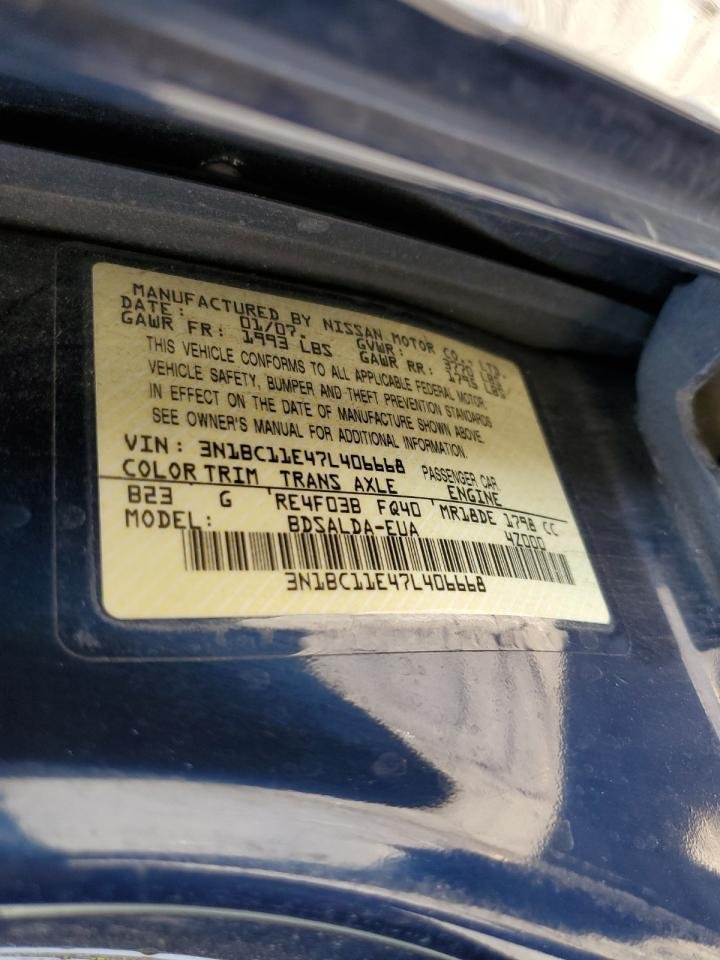 MANUFACTURED BY NISSAN MOTOR CO., LTD.
DATE: 01/07 GVWR: 3770 LBS
GAWR FR: 1993 LBS GAWR RR: 1795 LBS
THIS VEHICLE CONFORMS TO ALL APPLICABLE FEDERAL MOTOR
VEHICLE SAFETY, BUMPER AND THEFT PREVENTION STANDARDS
IN EFFECT ON THE DATE OF MANUFACTURE SHOWN ABOVE.
SEE OWNER'S MANUAL FOR ADDITIONAL INFORMATION.
VIN: 3N1BC11E47L406668 PASSENGER CAR
COLOR TRIM TRANS AXLE ENGINE
B23 G 'RE4F03B FQ40 'MR18DE 1798 CC
MODEL: BDSALDA-EUA 4Z000
3N1BC11E47L406668